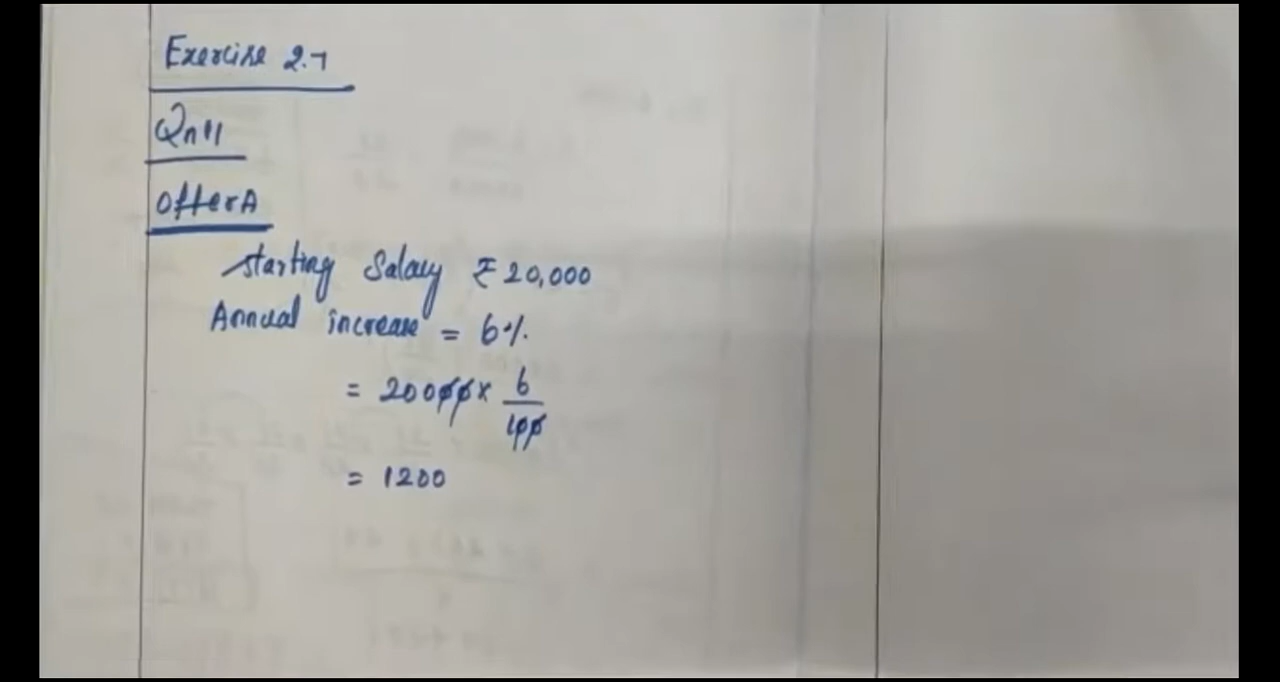 Exercise 2.7
Qn 11
Offer A
Starting Salary ₹ 20,000
Annual increase = 6%
= 20000 x 6/100
= 1200